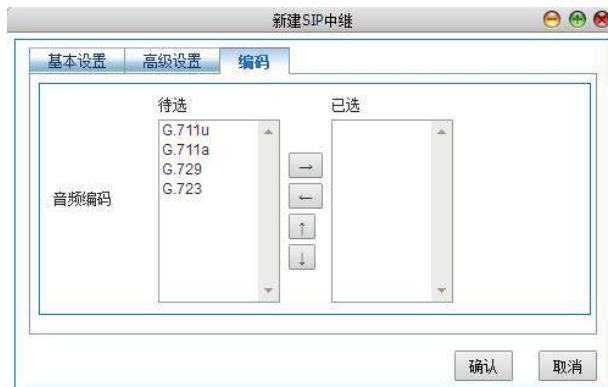 新建SIP中继
基本设置 高级设置 编码
待选 已选
G.711u
G.711a
G.729
G.723
音频编码
→
←
↑
↓
确认 取消